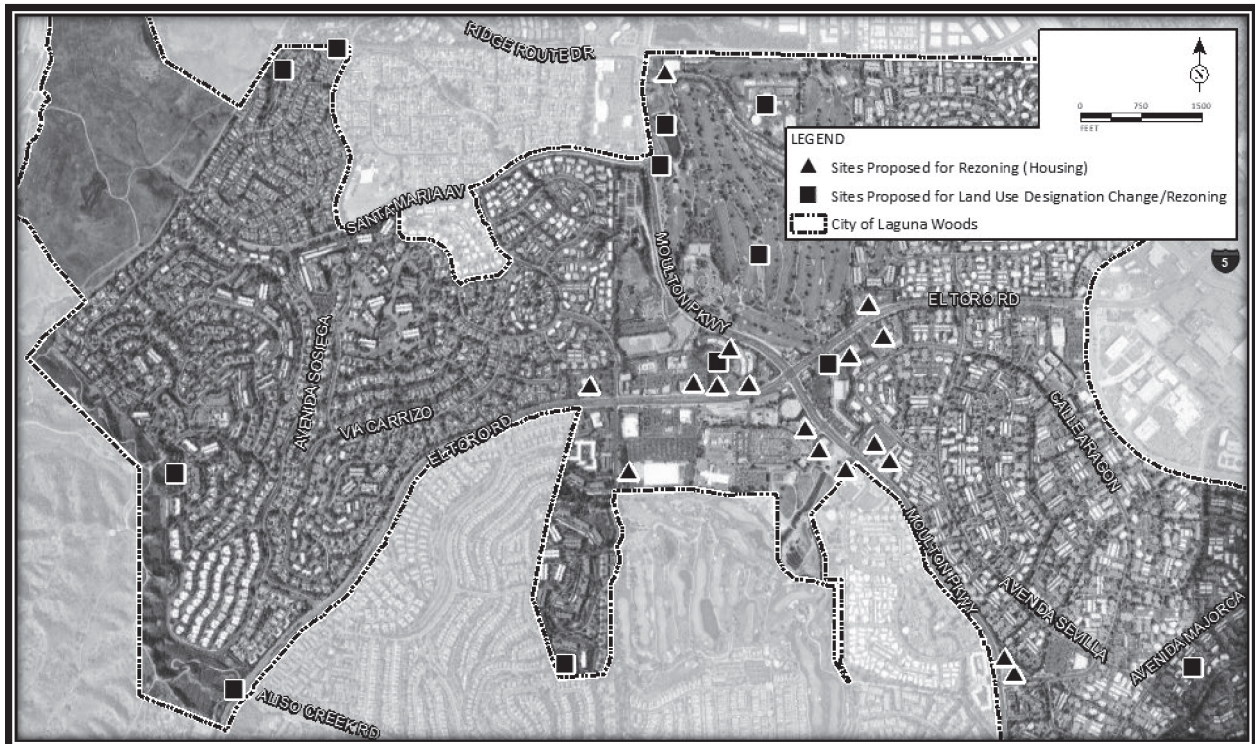 RIDGE ROUTE DR
0 750 1500
FEET
LEGEND
Sites Proposed for Rezoning (Housing)
Sites Proposed for Land Use Designation Change/Rezoning
City of Laguna Woods
SANTA MARIA AV
MOULTON PKWY
5
EL TORO RD
AVENIDA SOSIEGA
VIA CARRIZO
EL TORO RD
CALLE ARAGON
MOULTON PKWY
AVENIDA SEVILLA
AVENIDA MAJORCA
ALISO CREEK RD